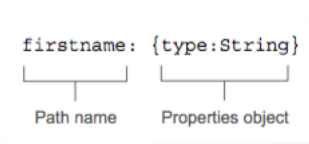 firstname: {type:String}
Path name Properties object